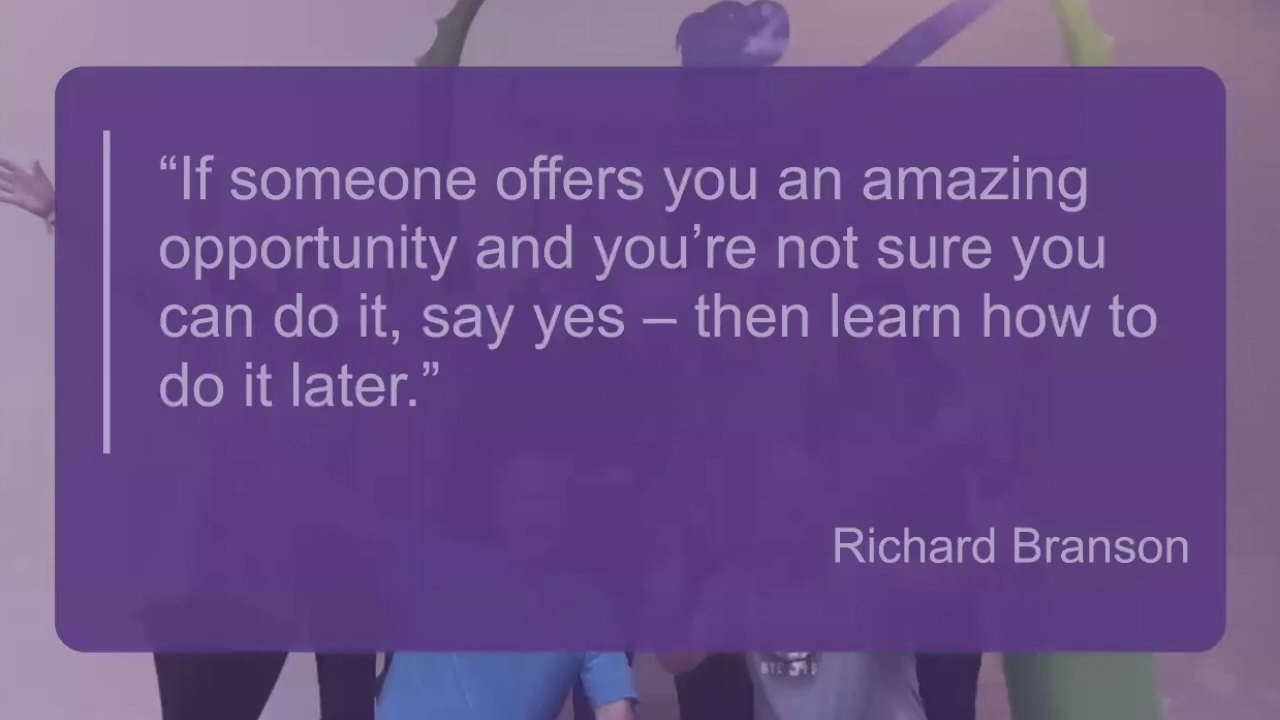 “If someone offers you an amazing
opportunity and you’re not sure you
can do it, say yes – then learn how to
do it later.”
Richard Branson